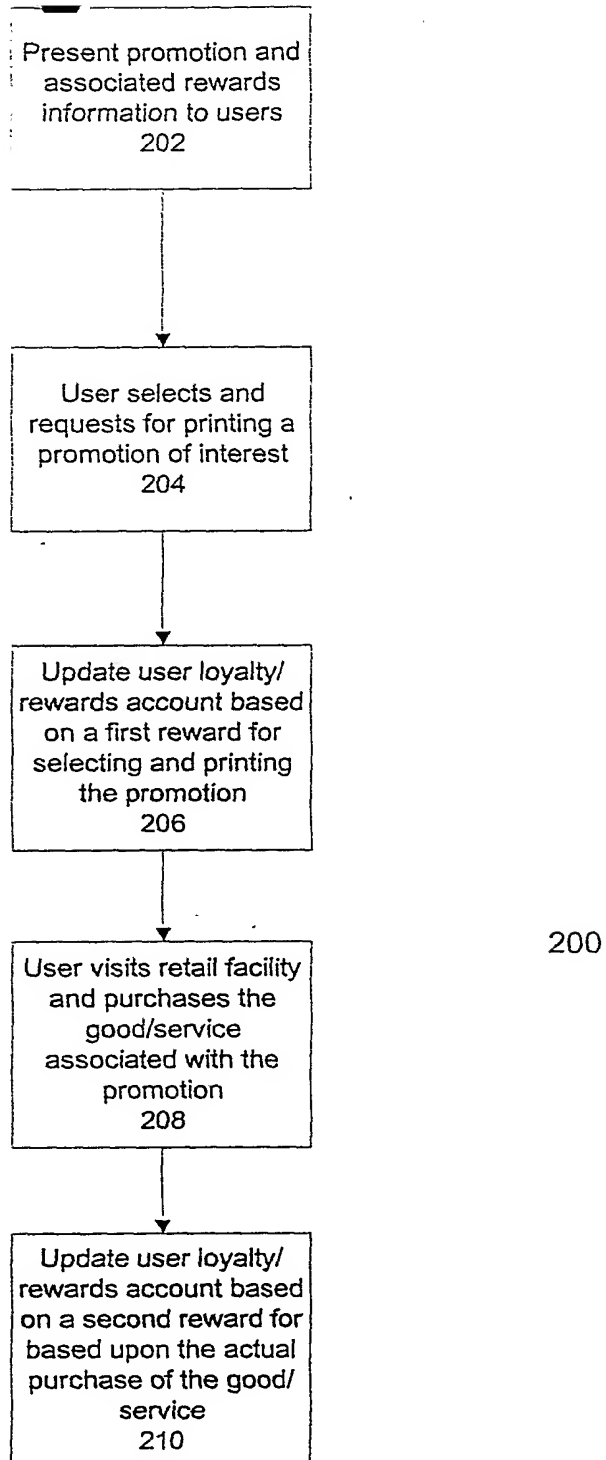 Present promotion and
associated rewards
information to users
202
User selects and
requests for printing a
promotion of interest
204
Update user loyalty/
rewards account based
on a first reward for
selecting and printing
the promotion
206
User visits retail facility
and purchases the
good/service
associated with the
promotion
208
200
Update user loyalty/
rewards account based
on a second reward for
based upon the actual
purchase of the good/
service
210